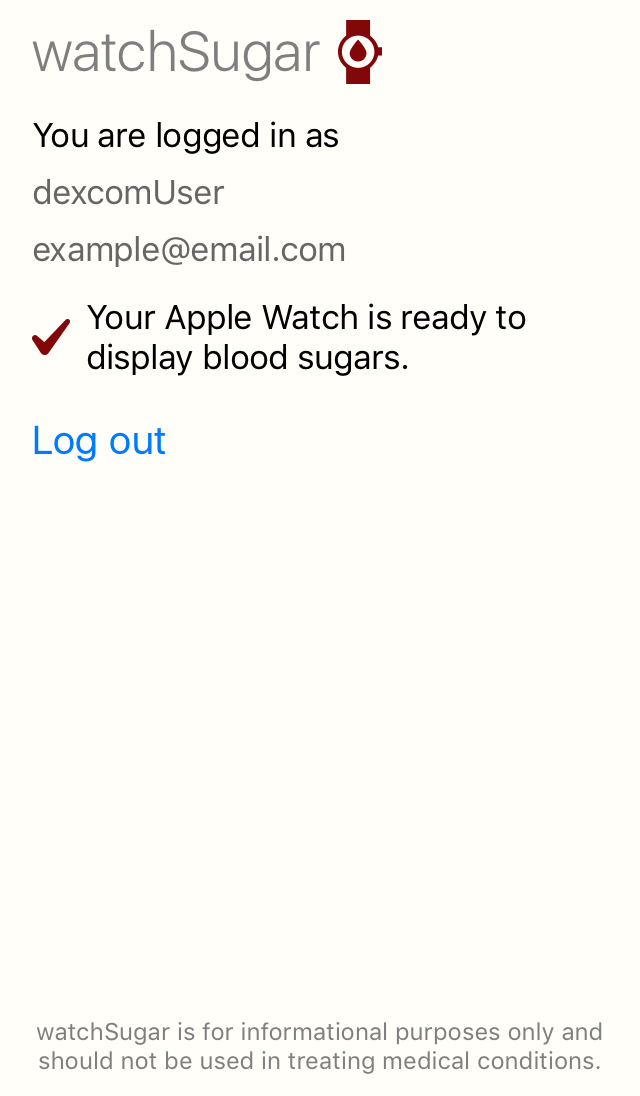 watchSugar
You are logged in as
dexcomUser
example@email.com
Your Apple Watch is ready to
display blood sugars.
Log out
watchSugar is for informational purposes only and
should not be used in treating medical conditions.